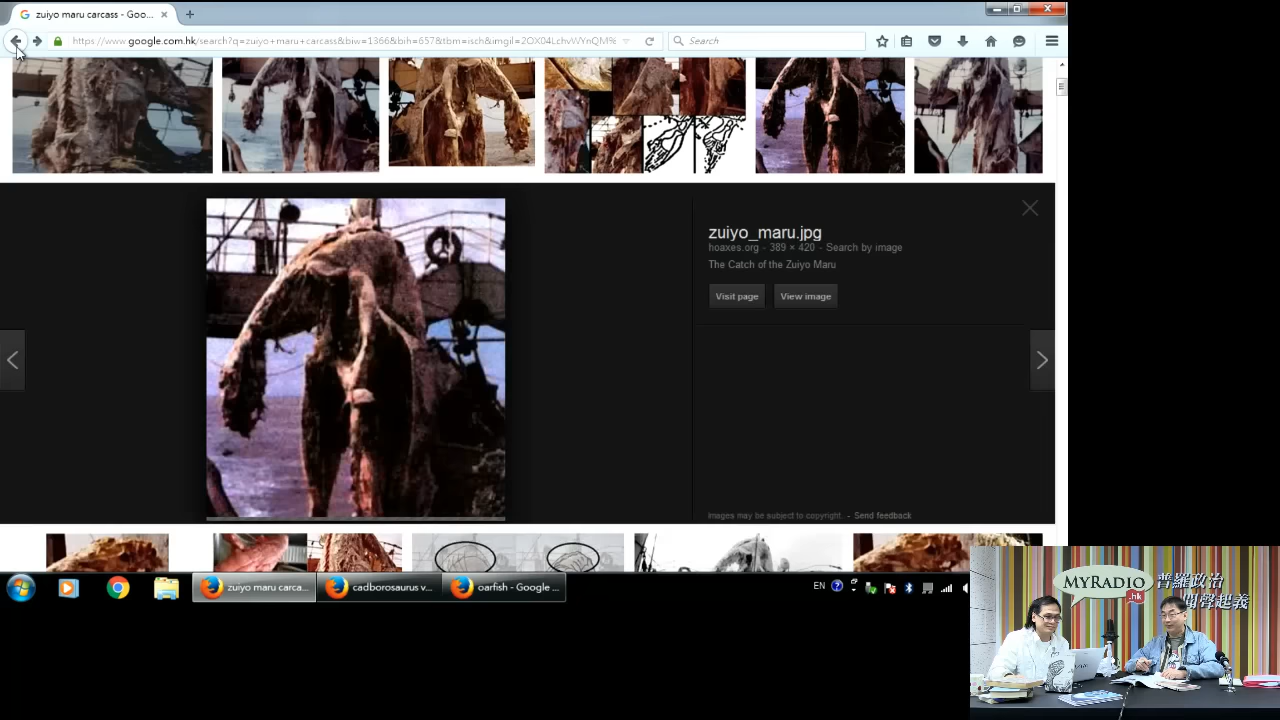 zuiyo maru carcass - Goo...
https://www.google.com.hk/search?q=zuiyo+maru+carcass&biw=1366&bih=657&tbm=isch&imgil=2OX04LchvWYnQM%
Search
zuiyo_maru.jpg
hoaxes.org - 389 × 420 - Search by image
The Catch of the Zuiyo Maru
Visit page
View image
Images may be subject to copyright. - Send feedback
zuiyo maru carca...
cadborosaurus v...
oarfish - Google ...
EN
MYRADIO
.hk
普羅政治
開聲起義